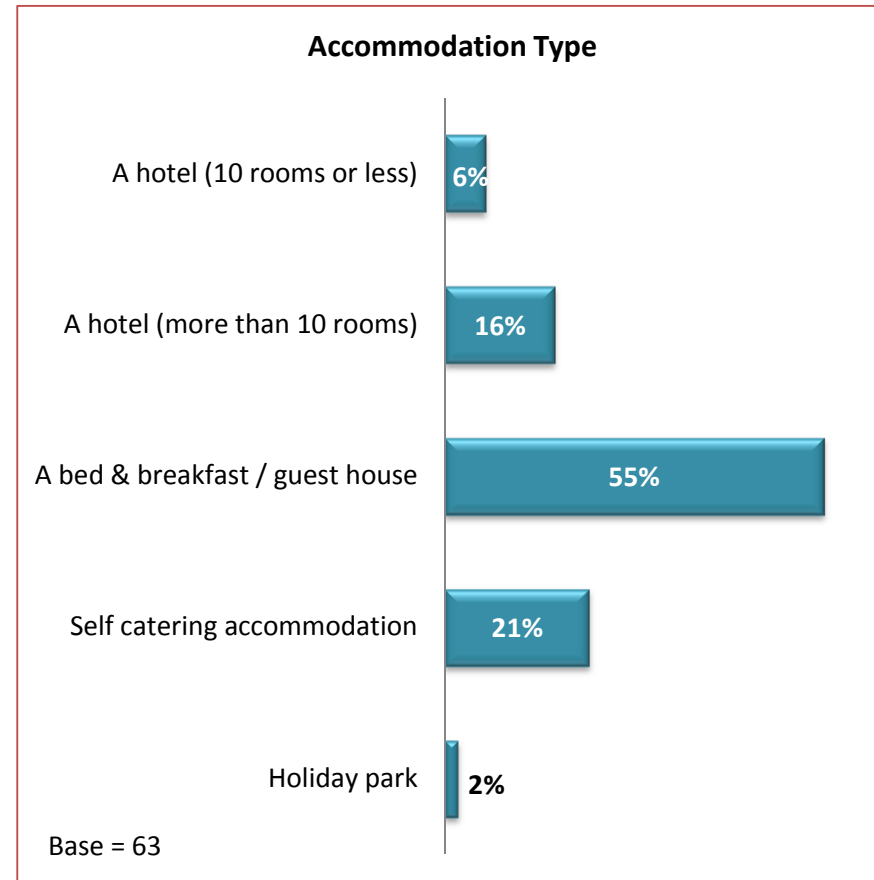 Accommodation Type
A hotel (10 rooms or less)
6%
A hotel (more than 10 rooms)
16%
A bed & breakfast / guest house
55%
Self catering accommodation
21%
Holiday park
2%
Base = 63